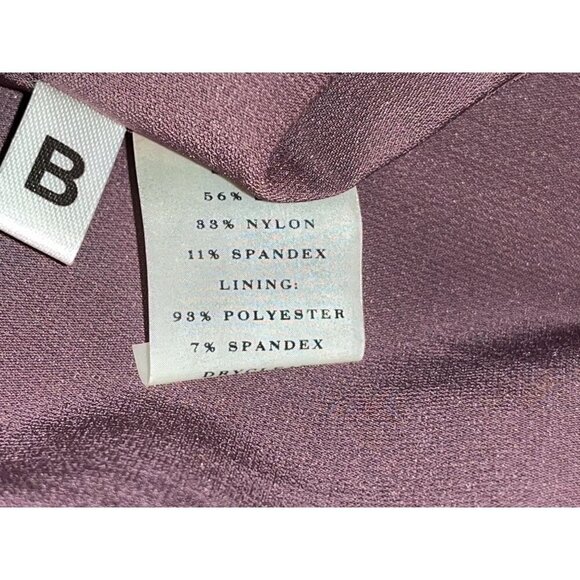 B
56%
33% NYLON
11% SPANDEX
LINING:
93% POLYESTER
7% SPANDEX